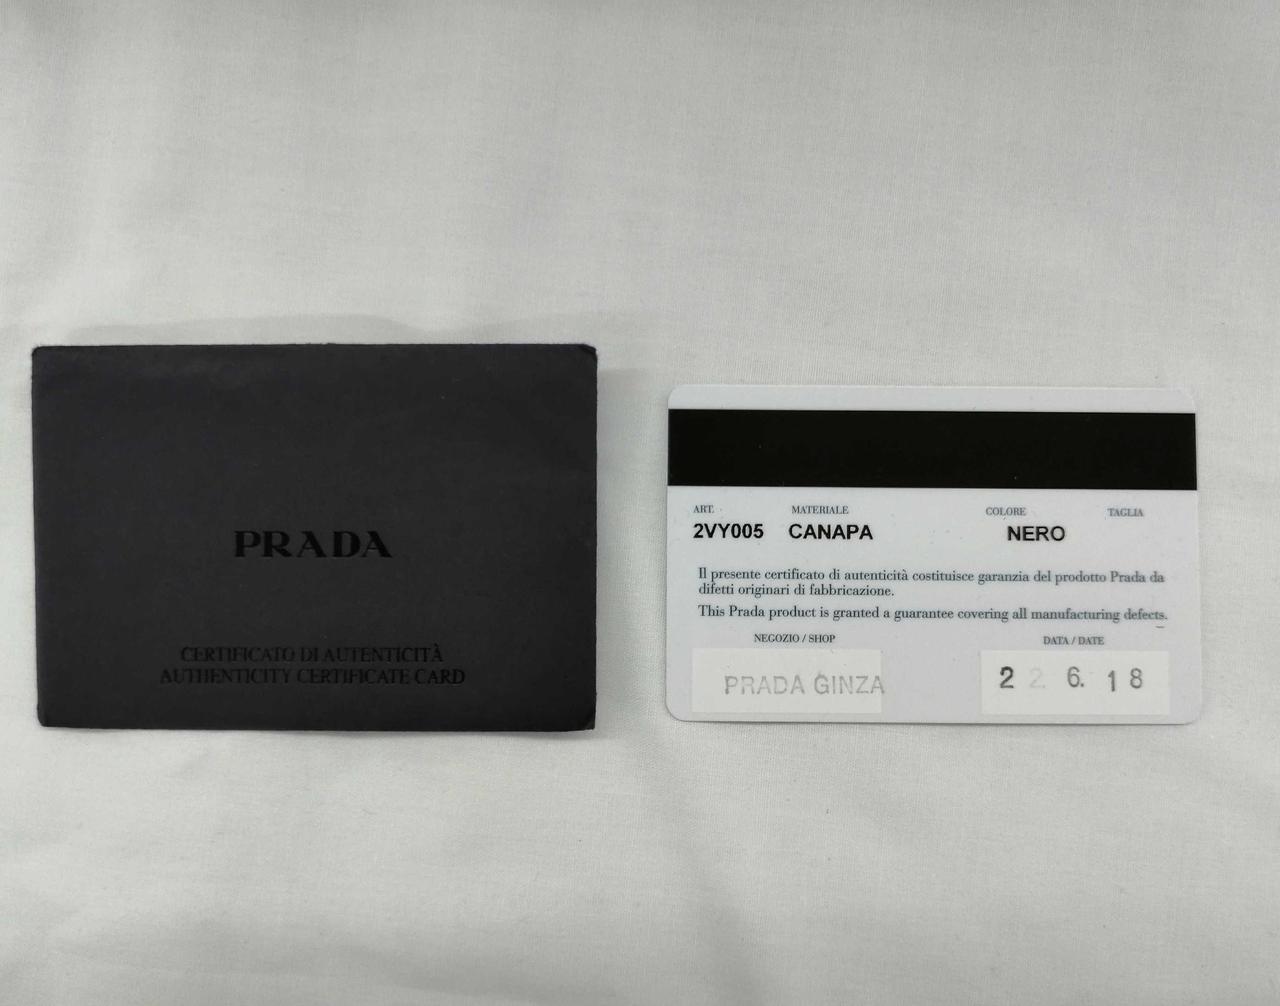 PRADA
CERTIFICATO DI AUTENTICITÀ
AUTHENTICITY CERTIFICATE CARD
ART. MATERIALE COLORE TAGLIA
2VY005 CANAPA NERO
Il presente certificato di autenticità costituisce garanzia del prodotto Prada da
difetti originari di fabbricazione.
This Prada product is granted a guarantee covering all manufacturing defects.
NEGOZIO / SHOP DATA / DATE
PRADA GINZA 2 2. 6. 1 8